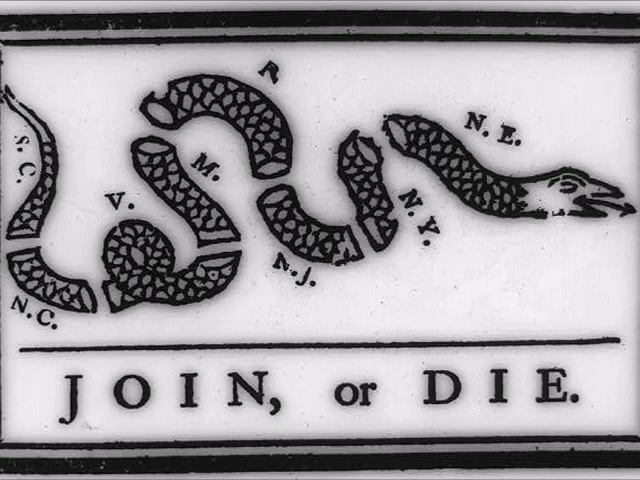 S. C.
N. C.
V.
M.
P.
N. J.
N. Y.
N. E.
JOIN, or DIE.